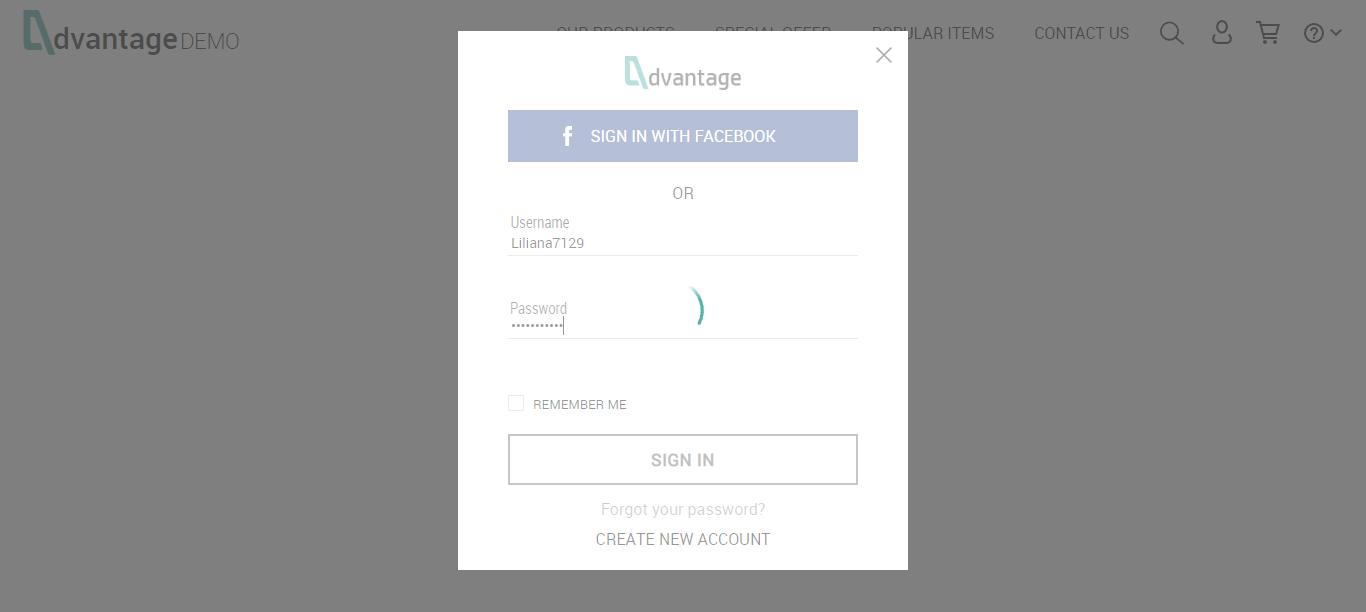 dvantage DEMO
OUR PRODUCTS SPECIAL OFFER POPULAR ITEMS CONTACT US
dvantage
SIGN IN WITH FACEBOOK
OR
Username
Liliana7129
Password
•••••••••••
REMEMBER ME
SIGN IN
Forgot your password?
CREATE NEW ACCOUNT